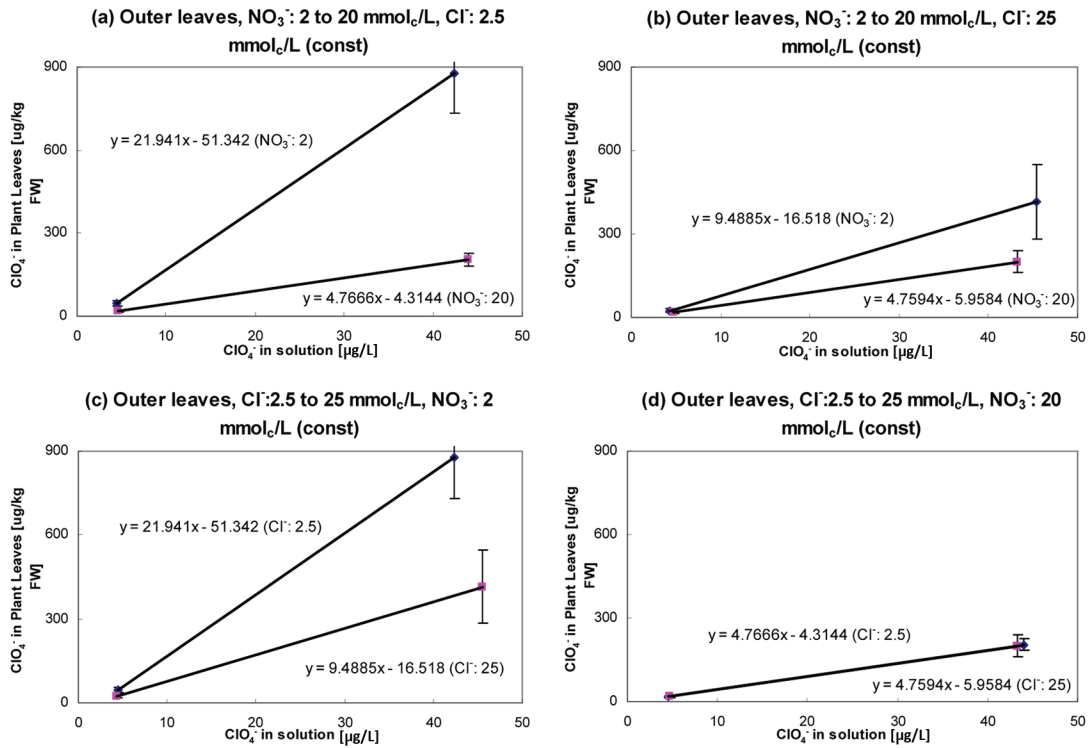 (a) Outer leaves, NO₃⁻: 2 to 20 mmolc/L, Cl⁻: 2.5
mmolc/L (const)
900
600
300
0
ClO₄⁻ in Plant Leaves [ug/kg
FW]
y = 21.941x - 51.342 (NO₃⁻: 2)
y = 4.7666x - 4.3144 (NO₃⁻: 20)
0 10 20 30 40 50
ClO₄⁻ in solution [µg/L]
(b) Outer leaves, NO₃⁻: 2 to 20 mmolc/L, Cl⁻: 25
mmolc/L (const)
900
600
300
0
ClO₄⁻ in Plant Leaves [ug/kg
FW]
y = 9.4885x - 16.518 (NO₃⁻: 2)
y = 4.7594x - 5.9584 (NO₃⁻: 20)
0 10 20 30 40 50
ClO₄⁻ in solution [µg/L]
(c) Outer leaves, Cl⁻:2.5 to 25 mmolc/L, NO₃⁻: 2
mmolc/L (const)
900
600
300
0
ClO₄⁻ in Plant Leaves [ug/kg
FW]
y = 21.941x - 51.342 (Cl⁻: 2.5)
y = 9.4885x - 16.518 (Cl⁻: 25)
0 10 20 30 40 50
ClO₄⁻ in solution [µg/L]
(d) Outer leaves, Cl⁻:2.5 to 25 mmolc/L, NO₃⁻: 20
mmolc/L (const)
900
600
300
0
ClO₄⁻ in Plant Leaves [ug/kg
FW]
y = 4.7666x - 4.3144 (Cl⁻: 2.5)
y = 4.7594x - 5.9584 (Cl⁻: 25)
0 10 20 30 40 50
ClO₄⁻ in solution [µg/L]